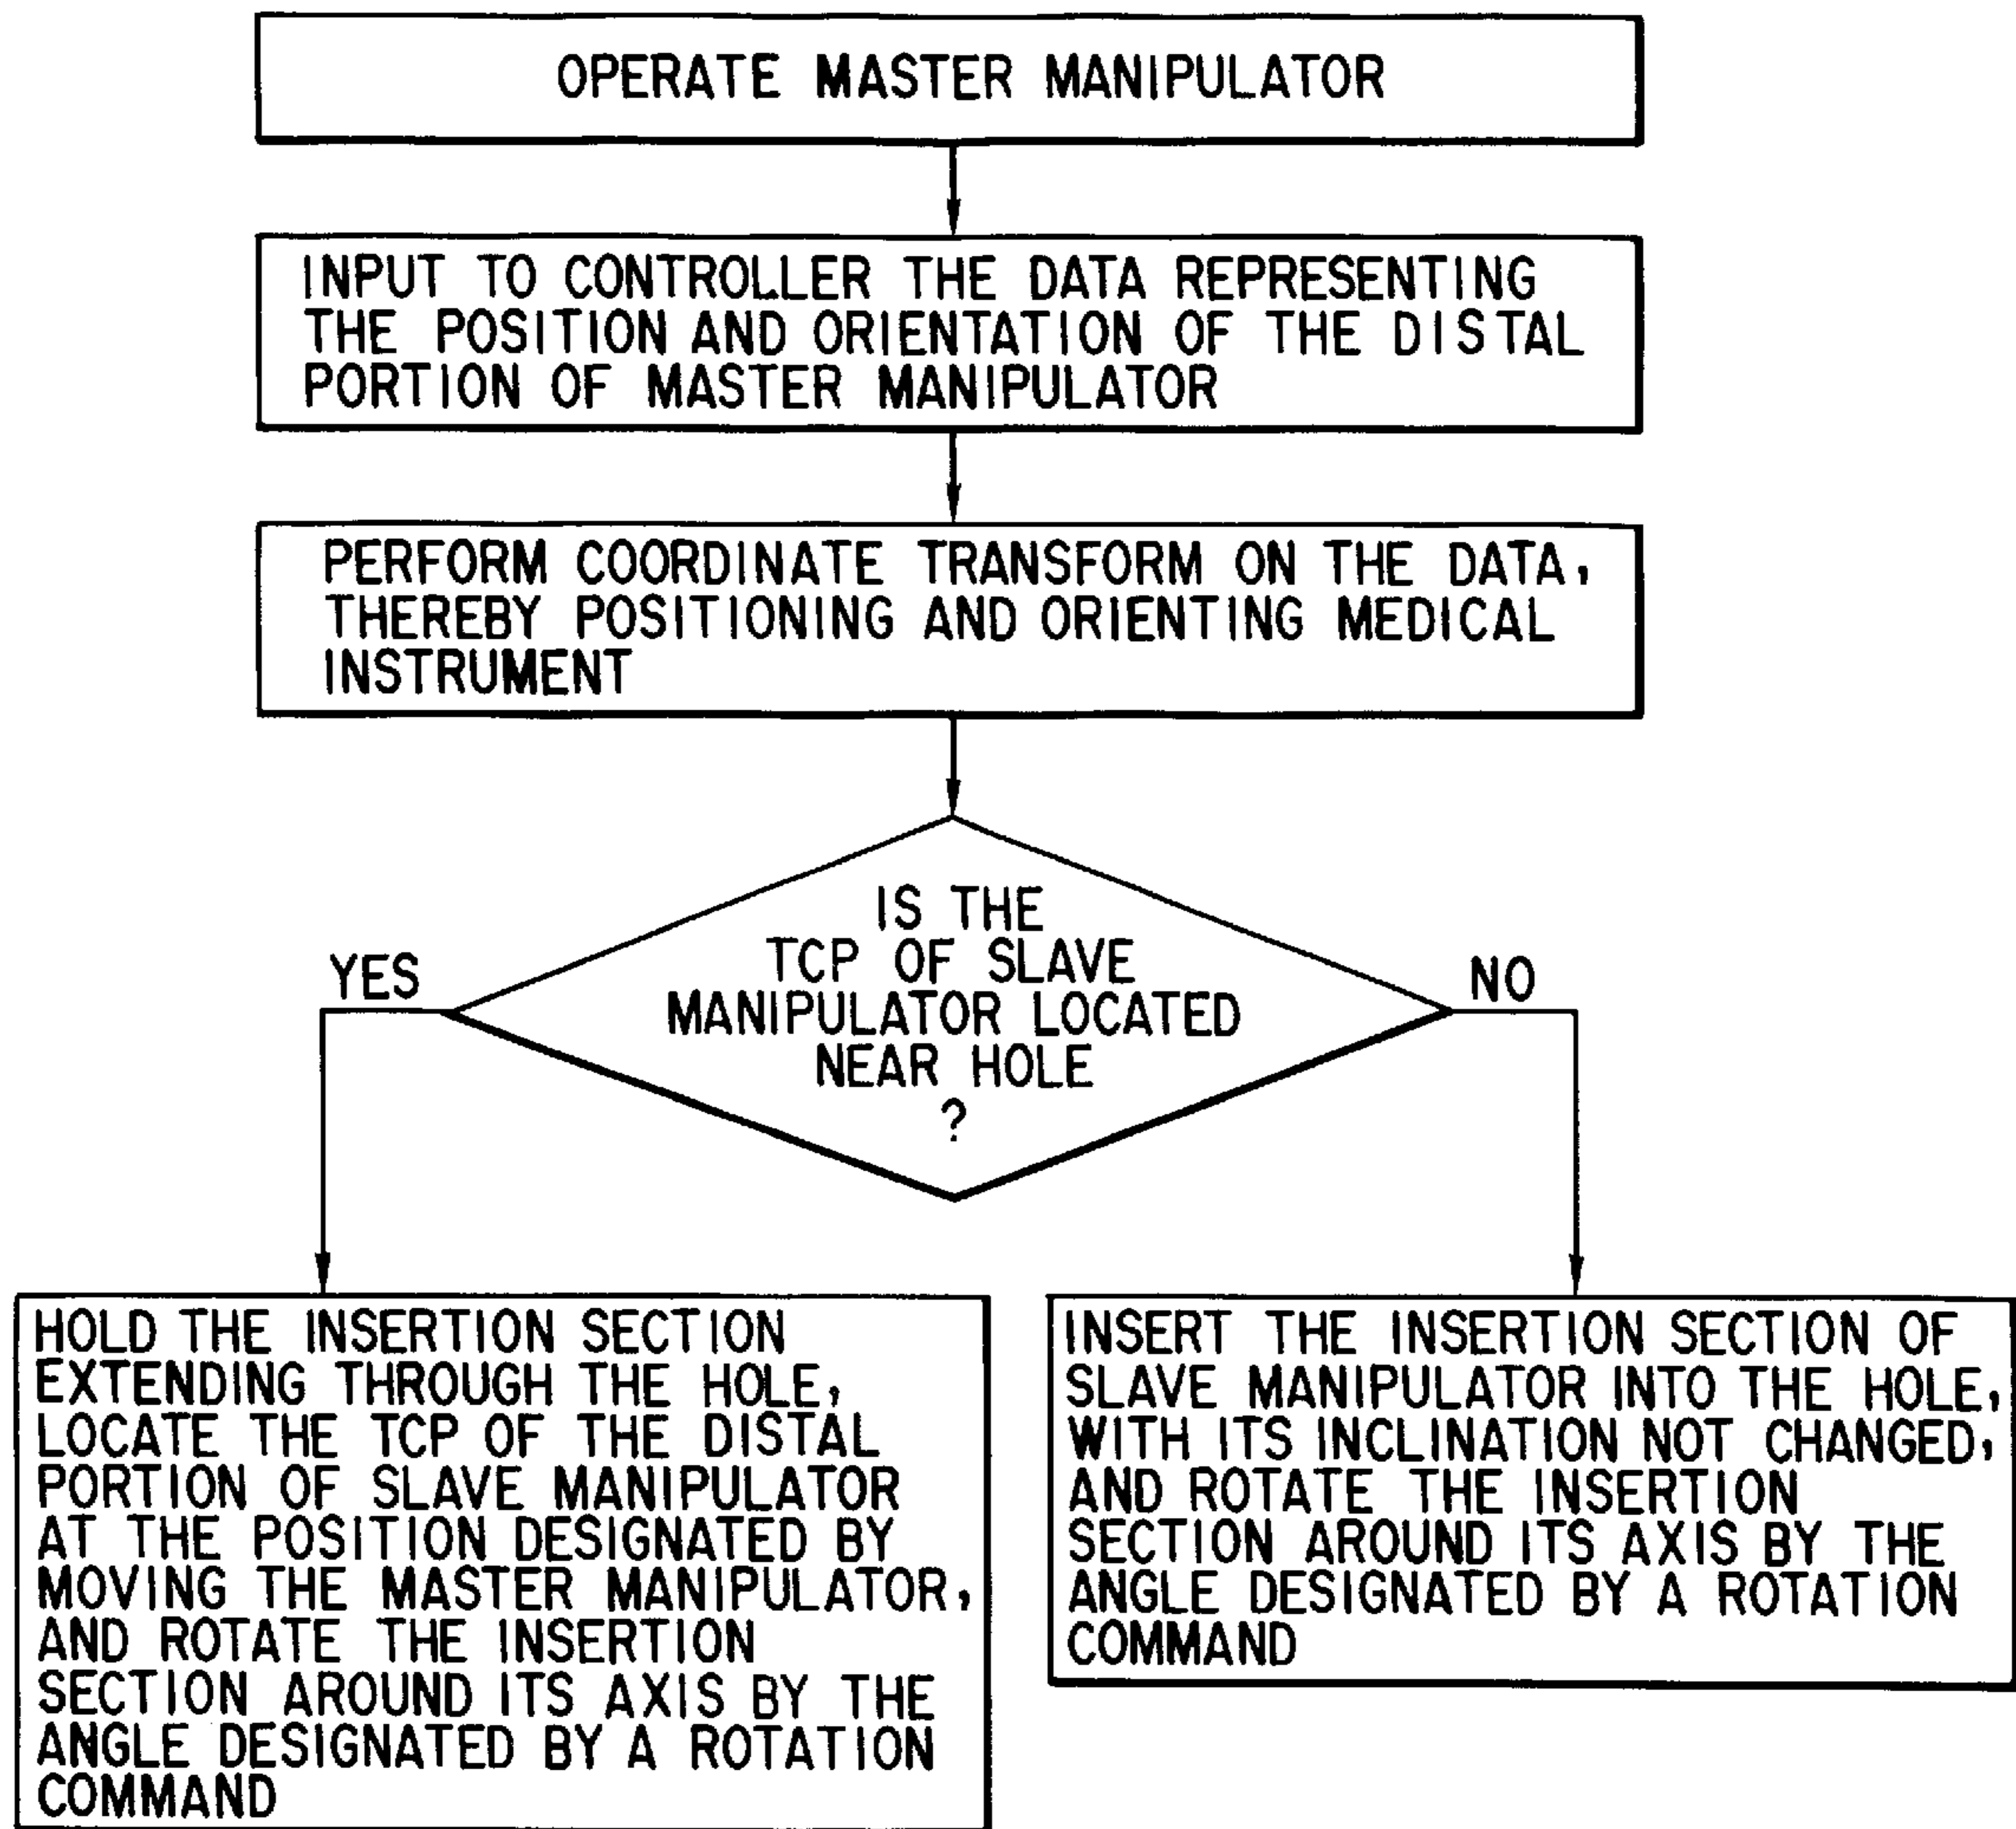 OPERATE MASTER MANIPULATOR
INPUT TO CONTROLLER THE DATA REPRESENTING
THE POSITION AND ORIENTATION OF THE DISTAL
PORTION OF MASTER MANIPULATOR
PERFORM COORDINATE TRANSFORM ON THE DATA,
THEREBY POSITIONING AND ORIENTING MEDICAL
INSTRUMENT
IS THE
TCP OF SLAVE
MANIPULATOR LOCATED
NEAR HOLE
?
YES
NO
HOLD THE INSERTION SECTION
EXTENDING THROUGH THE HOLE,
LOCATE THE TCP OF THE DISTAL
PORTION OF SLAVE MANIPULATOR
AT THE POSITION DESIGNATED BY
MOVING THE MASTER MANIPULATOR,
AND ROTATE THE INSERTION
SECTION AROUND ITS AXIS BY THE
ANGLE DESIGNATED BY A ROTATION
COMMAND
INSERT THE INSERTION SECTION OF
SLAVE MANIPULATOR INTO THE HOLE,
WITH ITS INCLINATION NOT CHANGED,
AND ROTATE THE INSERTION
SECTION AROUND ITS AXIS BY THE
ANGLE DESIGNATED BY A ROTATION
COMMAND